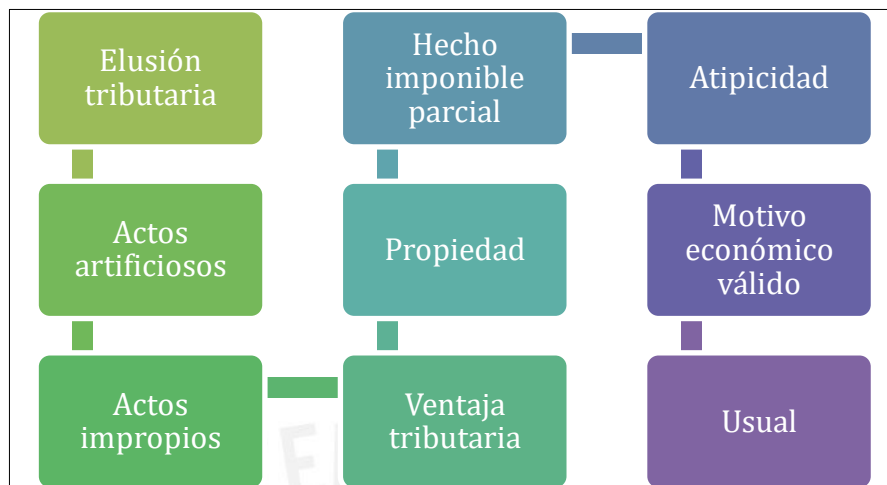 Elusión
tributaria
Actos
artificiosos
Actos
impropios
Ventaja
tributaria
Propiedad
Hecho
imponible
parcial
Atipicidad
Motivo
económico
válido
Usual